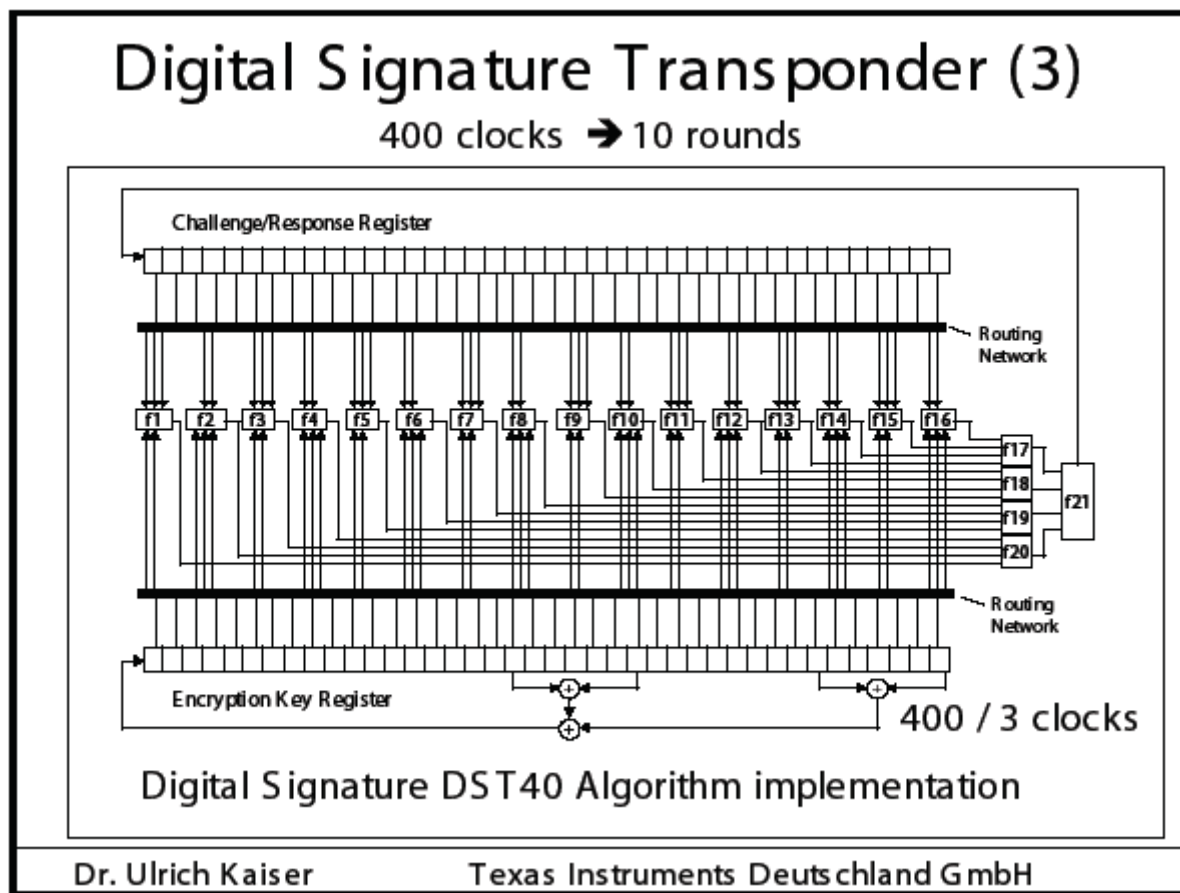 Digital Signature Transponder (3)
400 clocks ➔ 10 rounds
Challenge/Response Register
Routing
Network
f1 f2 f3 f4 f5 f6 f7 f8 f9 f10 f11 f12 f13 f14 f15 f16
f17
f18
f19
f20
f21
Routing
Network
Encryption Key Register
400 / 3 clocks
Digital Signature DST40 Algorithm implementation
Dr. Ulrich Kaiser Texas Instruments Deutschland GmbH